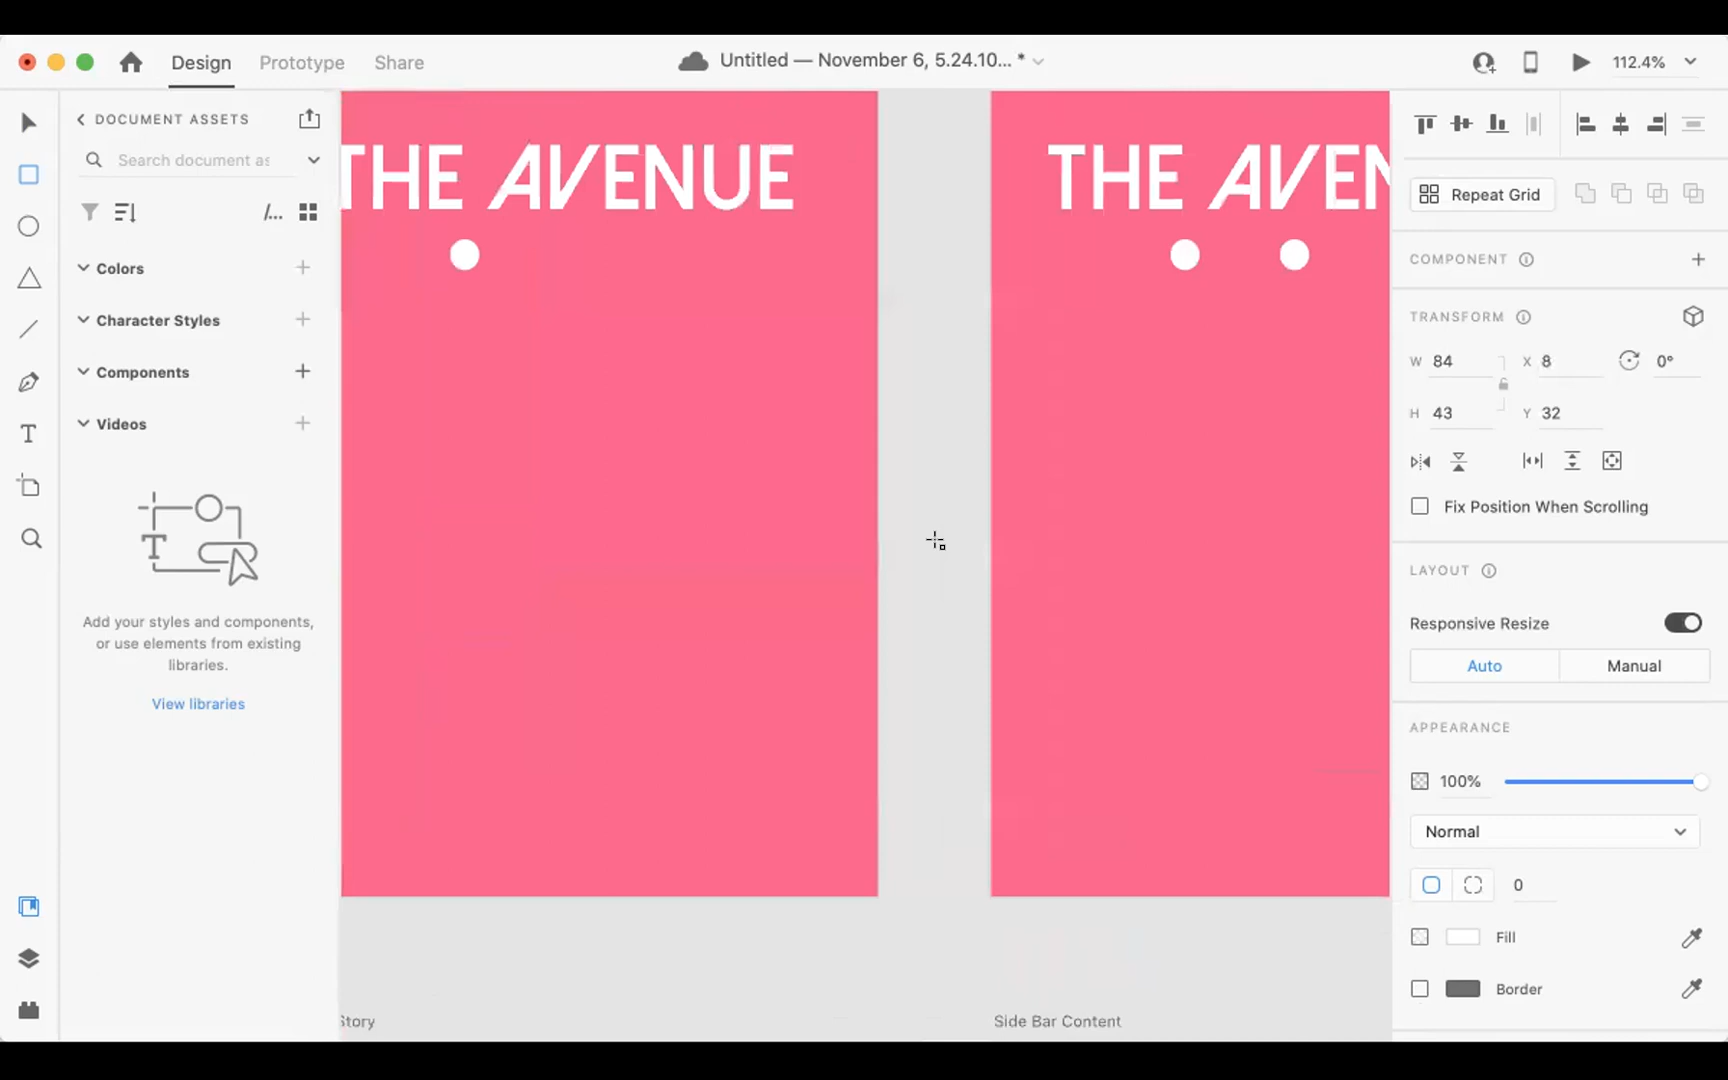 Design
Prototype
Share
Untitled — November 6, 5.24.10... *
112.4%
DOCUMENT ASSETS
Search document as
/...
Colors
Character Styles
Components
Videos
Add your styles and components,
or use elements from existing
libraries.
View libraries
THE AVENUE
THE AVEN
Story
Side Bar Content
Repeat Grid
COMPONENT
TRANSFORM
W 84
X 8
0°
H 43
Y 32
Fix Position When Scrolling
LAYOUT
Responsive Resize
Auto
Manual
APPEARANCE
100%
Normal
0
Fill
Border